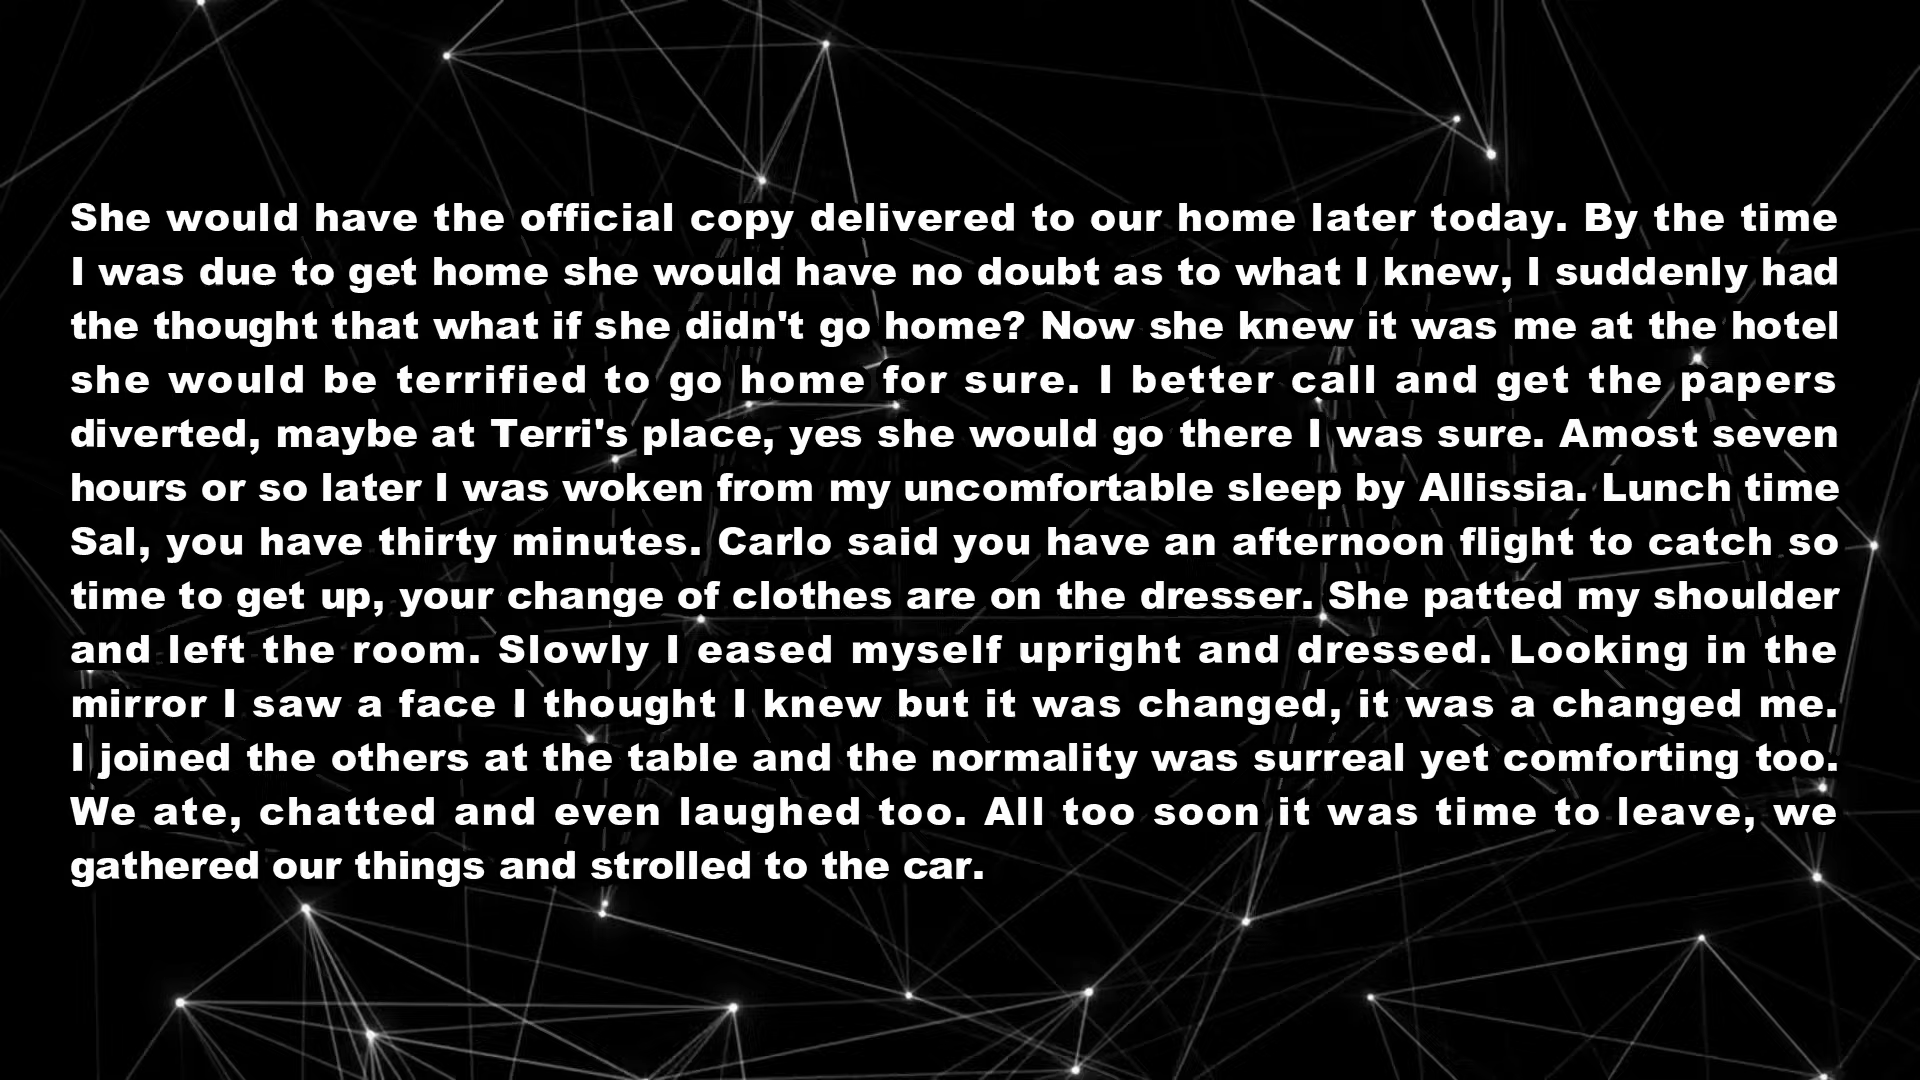 She would have the official copy delivered to our home later today. By the time
I was due to get home she would have no doubt as to what I knew, I suddenly had
the thought that what if she didn't go home? Now she knew it was me at the hotel
she would be terrified to go home for sure. I better call and get the papers
diverted, maybe at Terri's place, yes she would go there I was sure. Amost seven
hours or so later I was woken from my uncomfortable sleep by Allissia. Lunch time
Sal, you have thirty minutes. Carlo said you have an afternoon flight to catch so
time to get up, your change of clothes are on the dresser. She patted my shoulder
and left the room. Slowly I eased myself upright and dressed. Looking in the
mirror I saw a face I thought I knew but it was changed, it was a changed me.
I joined the others at the table and the normality was surreal yet comforting too.
We ate, chatted and even laughed too. All too soon it was time to leave, we
gathered our things and strolled to the car.